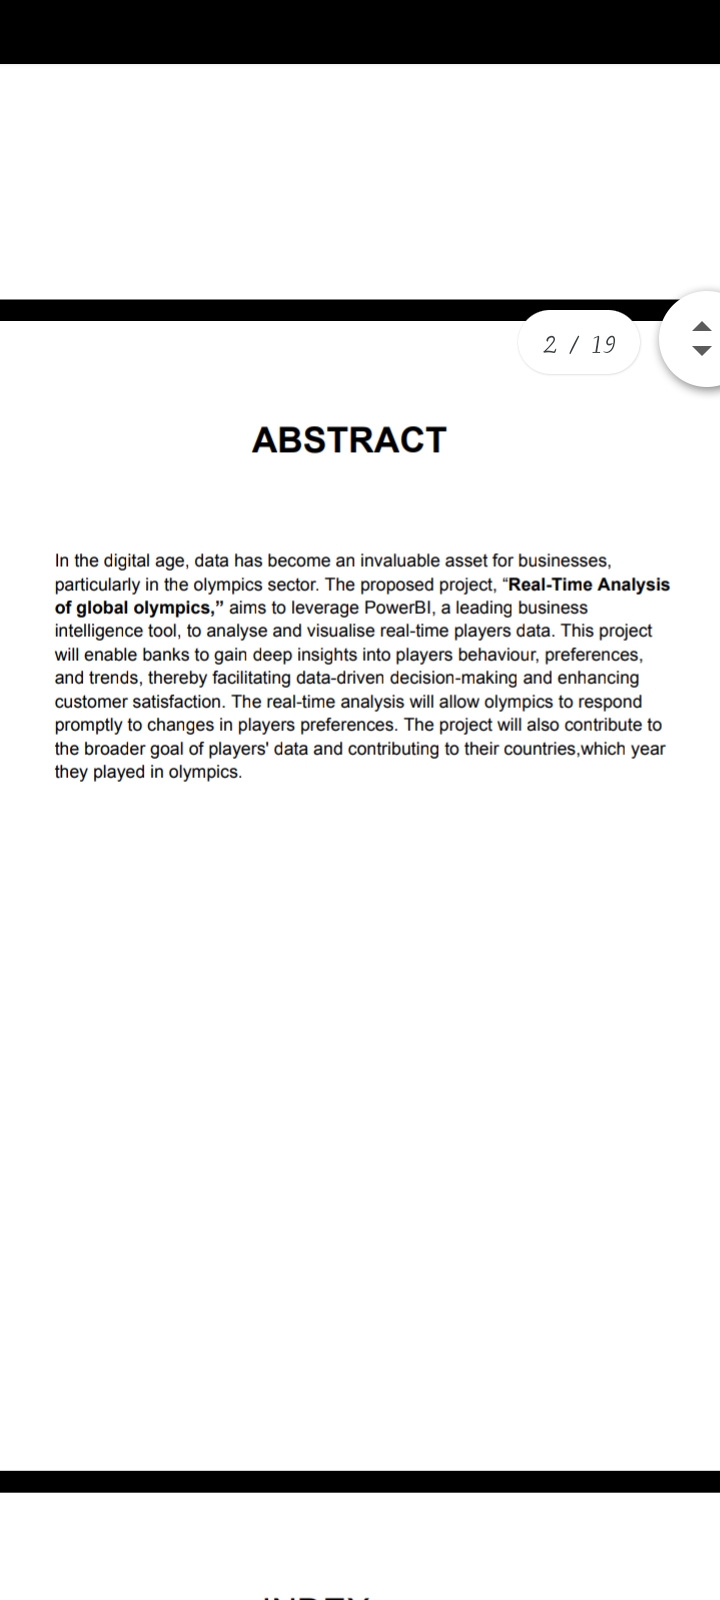 2 / 19
ABSTRACT
In the digital age, data has become an invaluable asset for businesses,
particularly in the olympics sector. The proposed project, “Real-Time Analysis
of global olympics,” aims to leverage PowerBI, a leading business
intelligence tool, to analyse and visualise real-time players data. This project
will enable banks to gain deep insights into players behaviour, preferences,
and trends, thereby facilitating data-driven decision-making and enhancing
customer satisfaction. The real-time analysis will allow olympics to respond
promptly to changes in players preferences. The project will also contribute to
the broader goal of players' data and contributing to their countries,which year
they played in olympics.